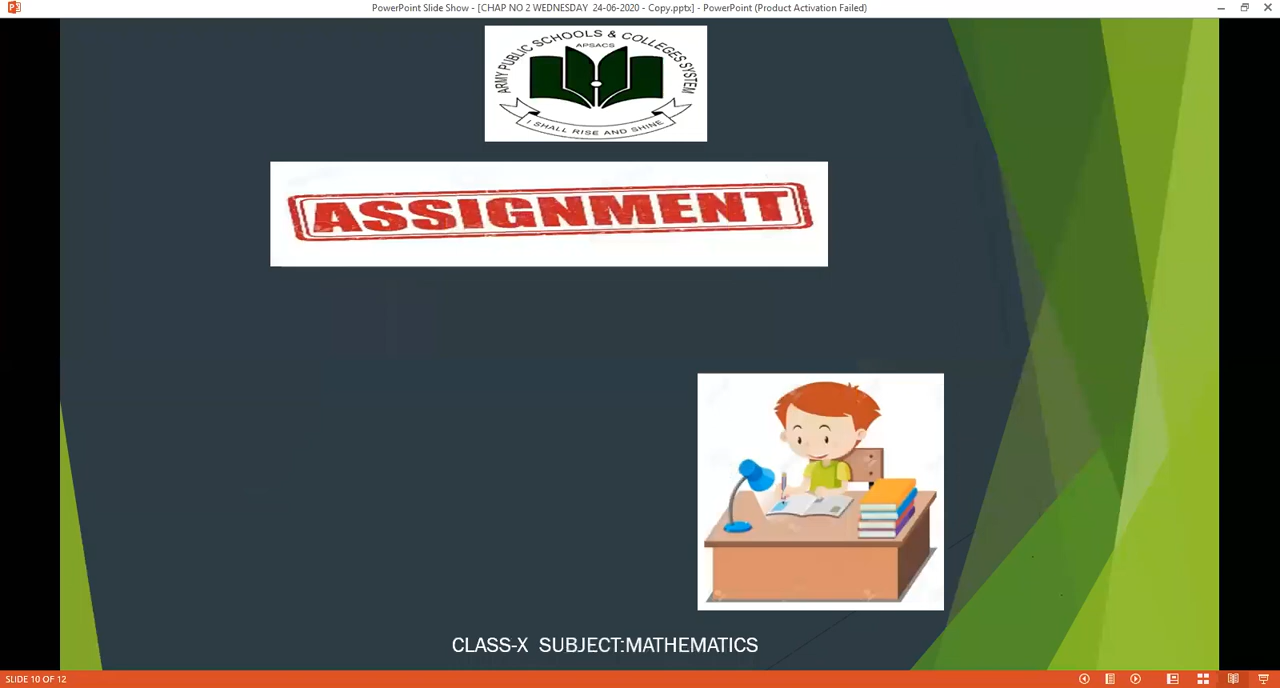 PowerPoint Slide Show - [CHAP NO 2 WEDNESDAY  24-06-2020 - Copy.pptx] - PowerPoint (Product Activation Failed)
ARMY PUBLIC SCHOOLS & COLLEGES SYSTEM
APSACS
I SHALL RISE AND SHINE
ASSIGNMENT
CLASS-X  SUBJECT:MATHEMATICS
SLIDE 10 OF 12